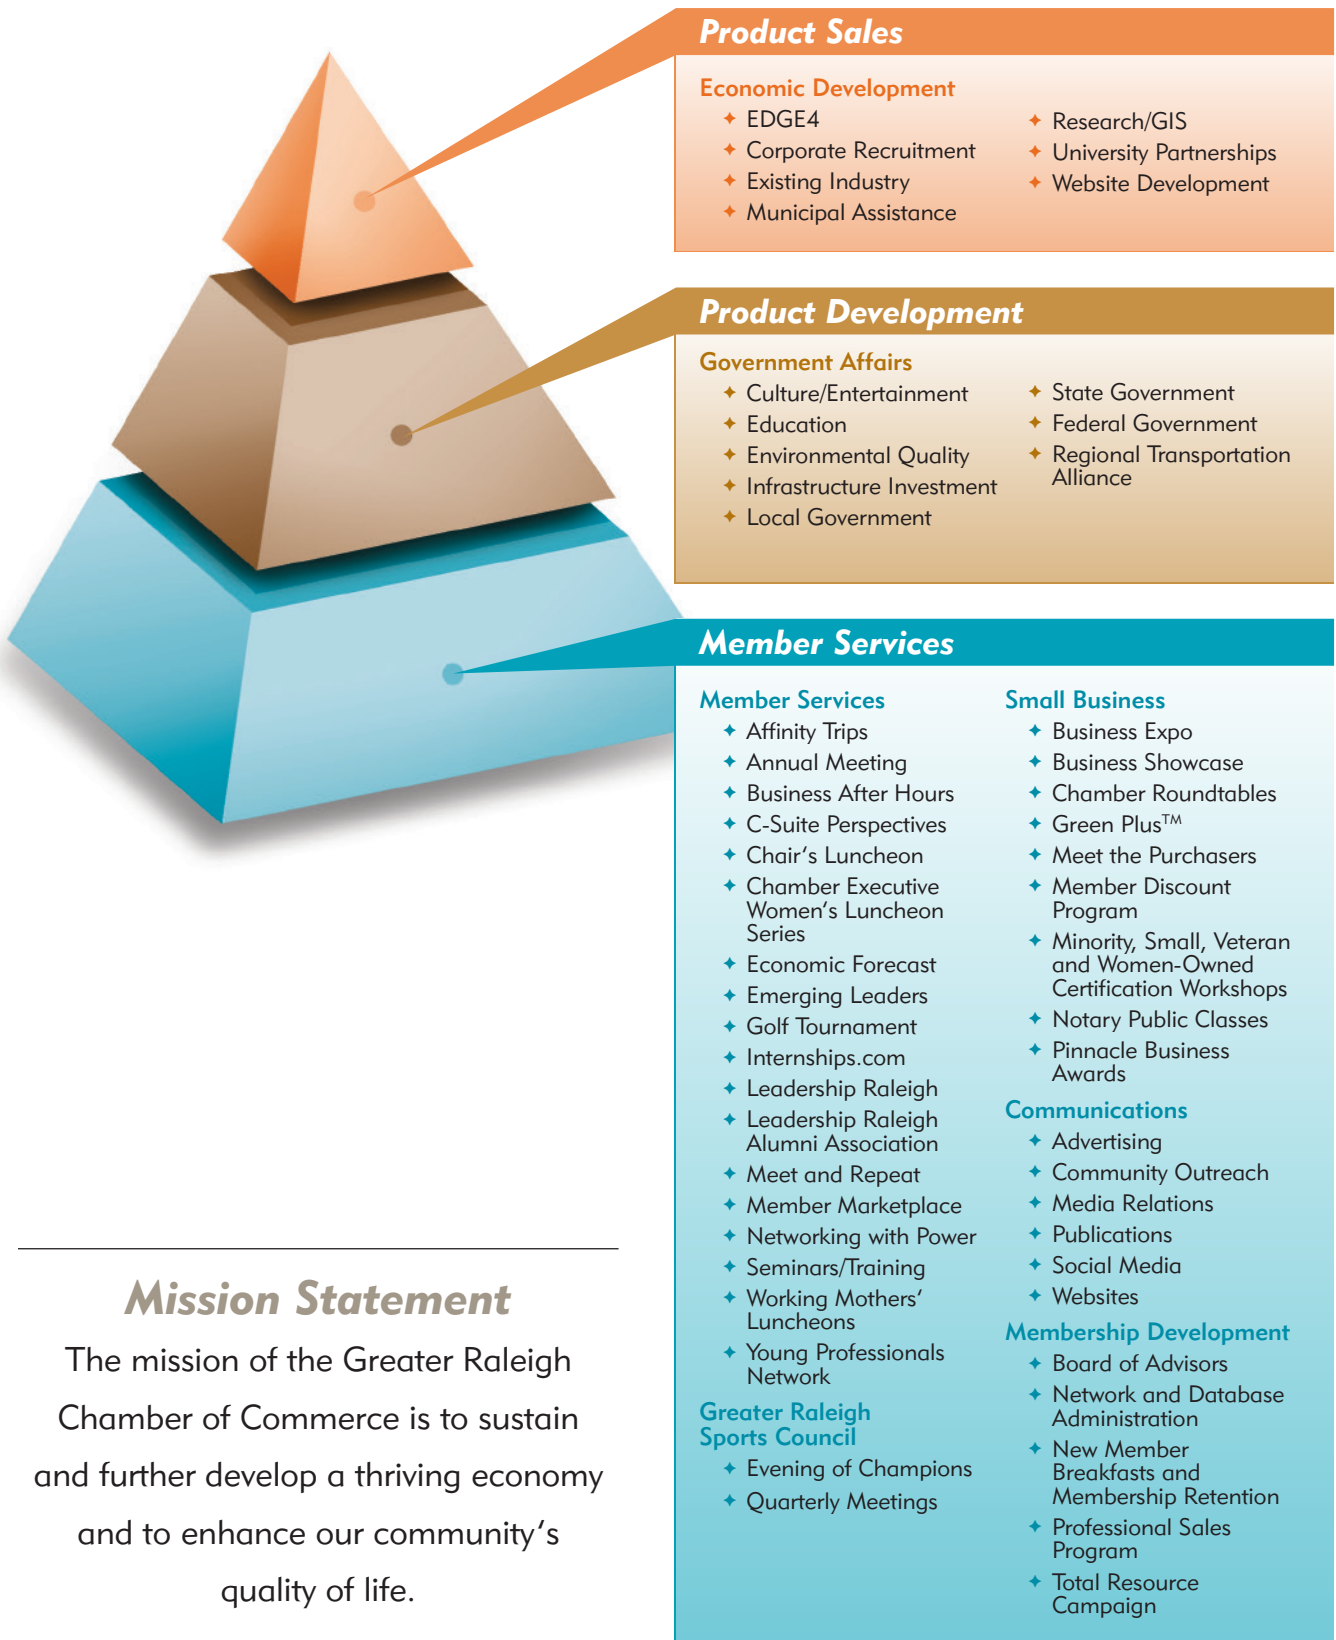 Product Sales
Economic Development
✦ EDGE4
✦ Corporate Recruitment
✦ Existing Industry
✦ Municipal Assistance
✦ Research/GIS
✦ University Partnerships
✦ Website Development
Product Development
Government Affairs
✦ Culture/Entertainment
✦ Education
✦ Environmental Quality
✦ Infrastructure Investment
✦ Local Government
✦ State Government
✦ Federal Government
✦ Regional Transportation
Alliance
Member Services
Member Services
✦ Affinity Trips
✦ Annual Meeting
✦ Business After Hours
✦ C-Suite Perspectives
✦ Chair’s Luncheon
✦ Chamber Executive
Women’s Luncheon
Series
✦ Economic Forecast
✦ Emerging Leaders
✦ Golf Tournament
✦ Internships.com
✦ Leadership Raleigh
✦ Leadership Raleigh
Alumni Association
✦ Meet and Repeat
✦ Member Marketplace
✦ Networking with Power
✦ Seminars/Training
✦ Working Mothers’
Luncheons
✦ Young Professionals
Network
Greater Raleigh
Sports Council
✦ Evening of Champions
✦ Quarterly Meetings
Small Business
✦ Business Expo
✦ Business Showcase
✦ Chamber Roundtables
✦ Green Plus™
✦ Meet the Purchasers
✦ Member Discount
Program
✦ Minority, Small, Veteran
and Women-Owned
Certification Workshops
✦ Notary Public Classes
✦ Pinnacle Business
Awards
Communications
✦ Advertising
✦ Community Outreach
✦ Media Relations
✦ Publications
✦ Social Media
✦ Websites
Membership Development
✦ Board of Advisors
✦ Network and Database
Administration
✦ New Member
Breakfasts and
Membership Retention
✦ Professional Sales
Program
✦ Total Resource
Campaign
Mission Statement
The mission of the Greater Raleigh
Chamber of Commerce is to sustain
and further develop a thriving economy
and to enhance our community’s
quality of life.